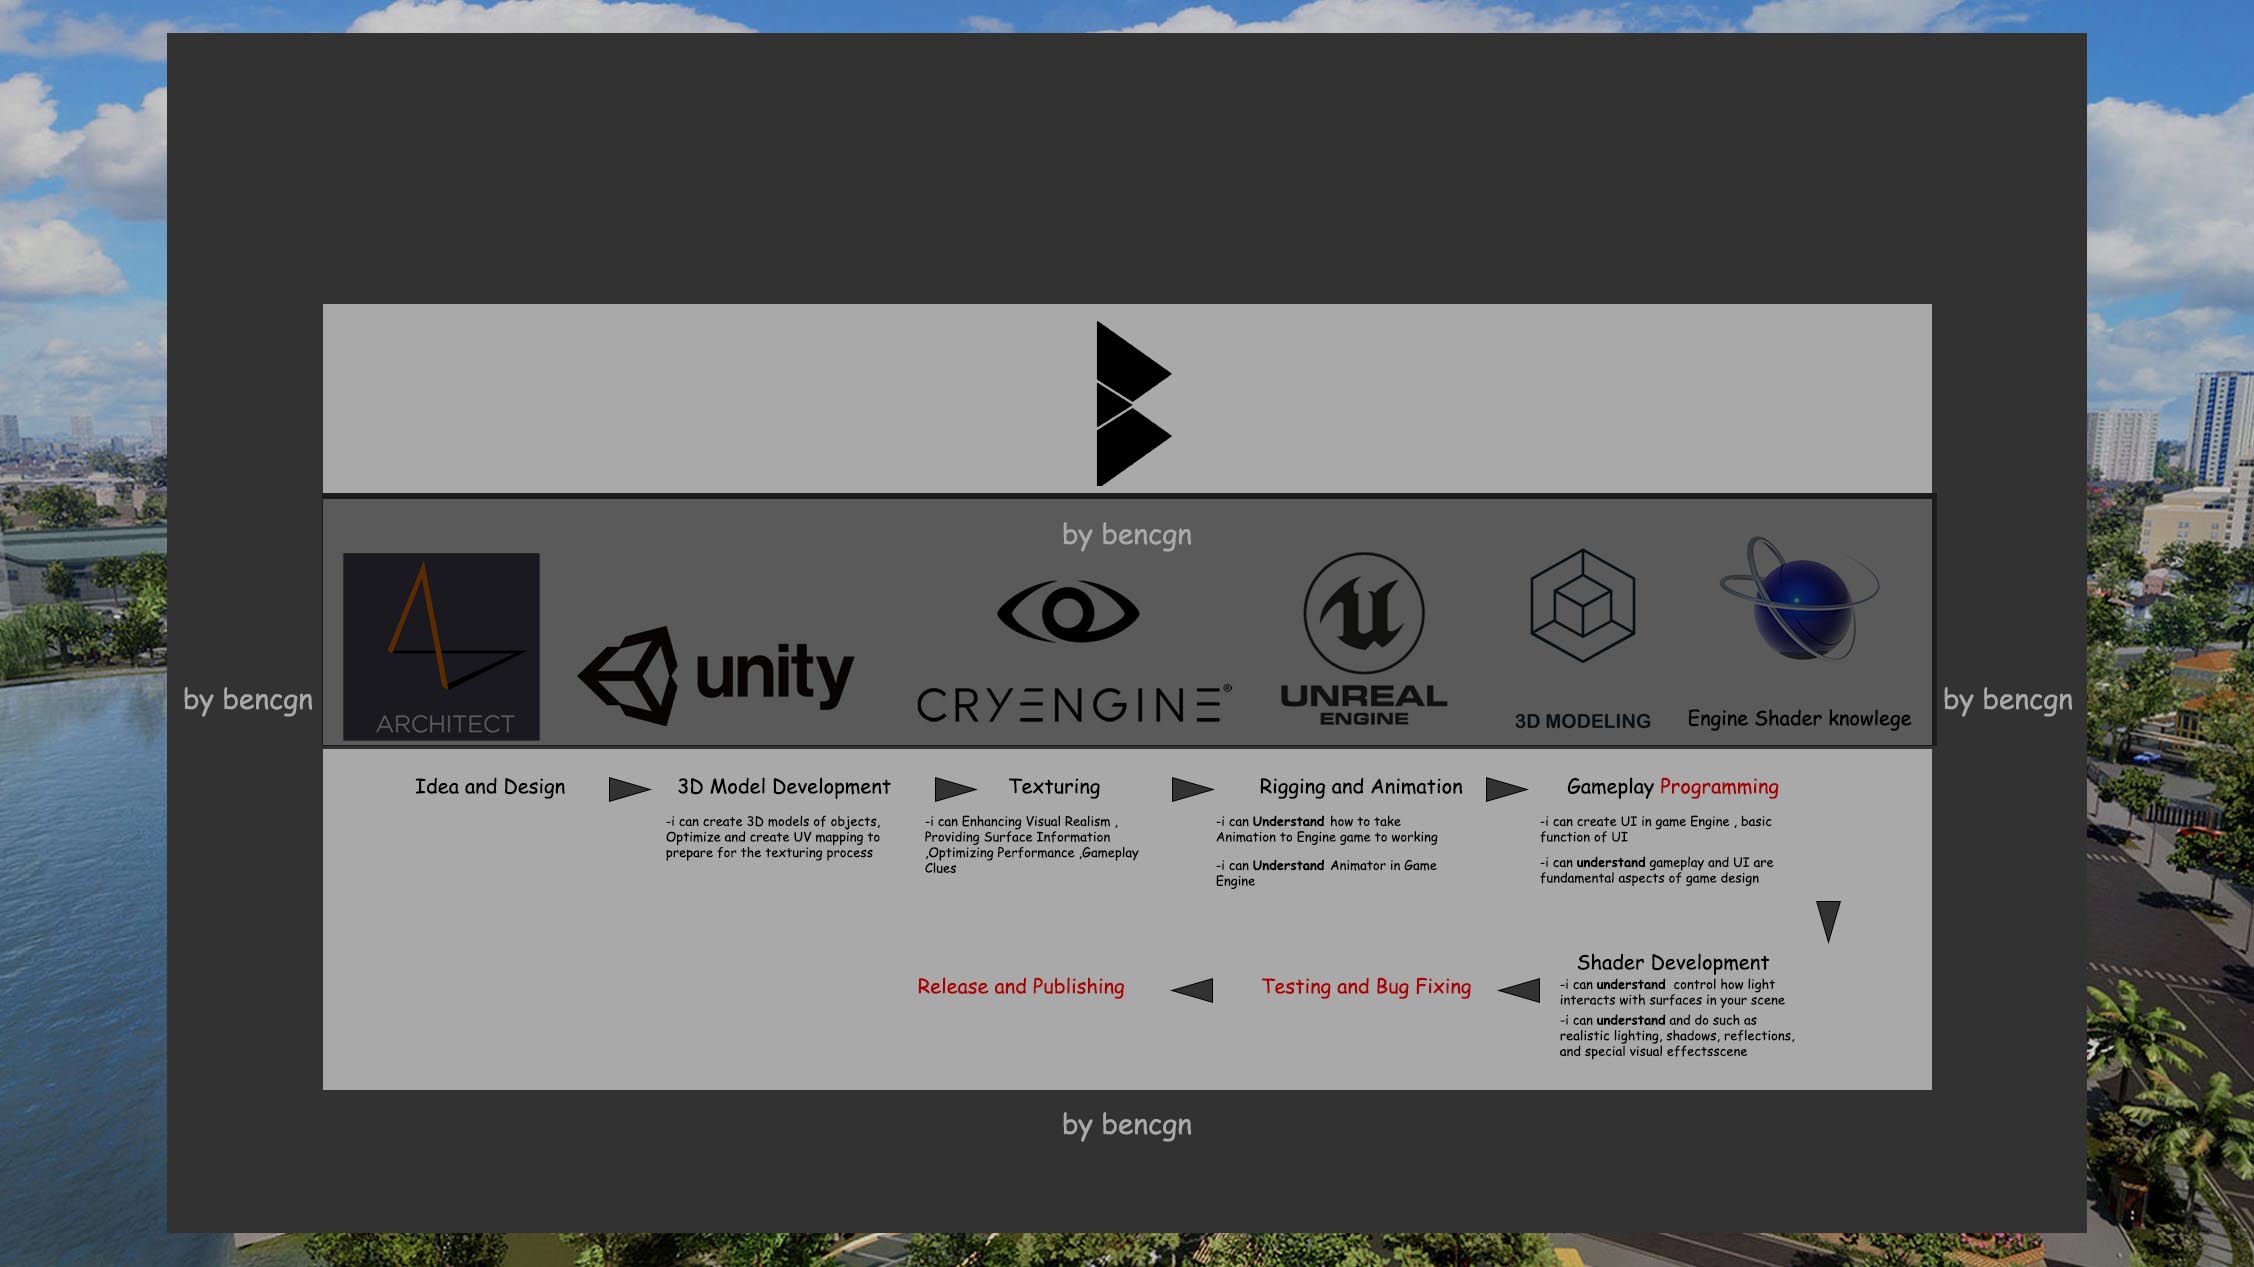 by bencgn
ARCHITECT
unity
CRYENGINE®
UNREAL
ENGINE
3D MODELING
Engine Shader knowlege
by bencgn
by bencgn
Idea and Design
3D Model Development
-i can create 3D models of objects,
Optimize and create UV mapping to
prepare for the texturing process
Texturing
-i can Enhancing Visual Realism ,
Providing Surface Information
,Optimizing Performance ,Gameplay
Clues
Rigging and Animation
-i can Understand how to take
Animation to Engine game to working
-i can Understand Animator in Game
Engine
Gameplay Programming
-i can create UI in game Engine , basic
function of UI
-i can understand gameplay and UI are
fundamental aspects of game design
Shader Development
-i can understand control how light
interacts with surfaces in your scene
-i can understand and do such as
realistic lighting, shadows, reflections,
and special visual effectsscene
Testing and Bug Fixing
Release and Publishing
by bencgn